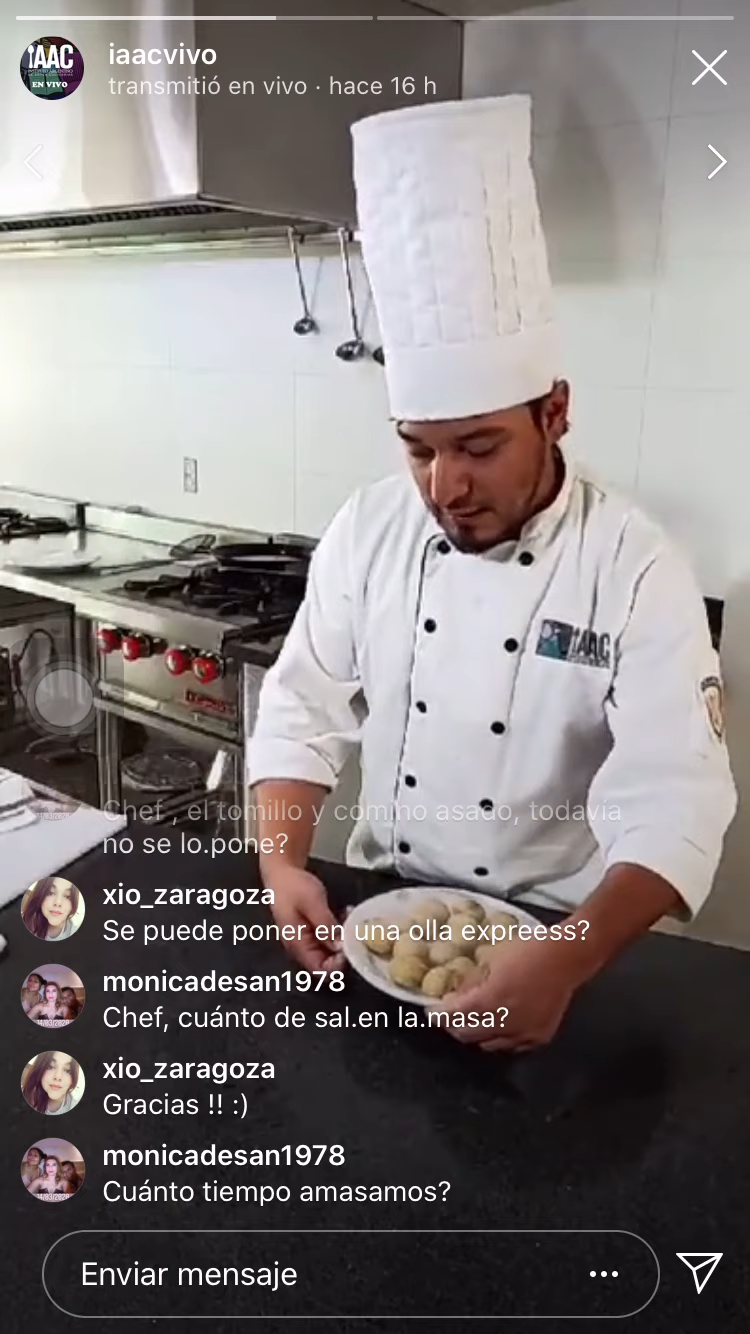 iaacvivo
transmitió en vivo · hace 16 h
IAAC
EN VIVO
IAAC
Chef , el tomillo y comino asado, todavía
no se lo.pone?
xio_zaragoza
Se puede poner en una olla expreess?
monicadesan1978
Chef, cuánto de sal.en la.masa?
xio_zaragoza
Gracias !! :)
monicadesan1978
Cuánto tiempo amasamos?
Enviar mensaje